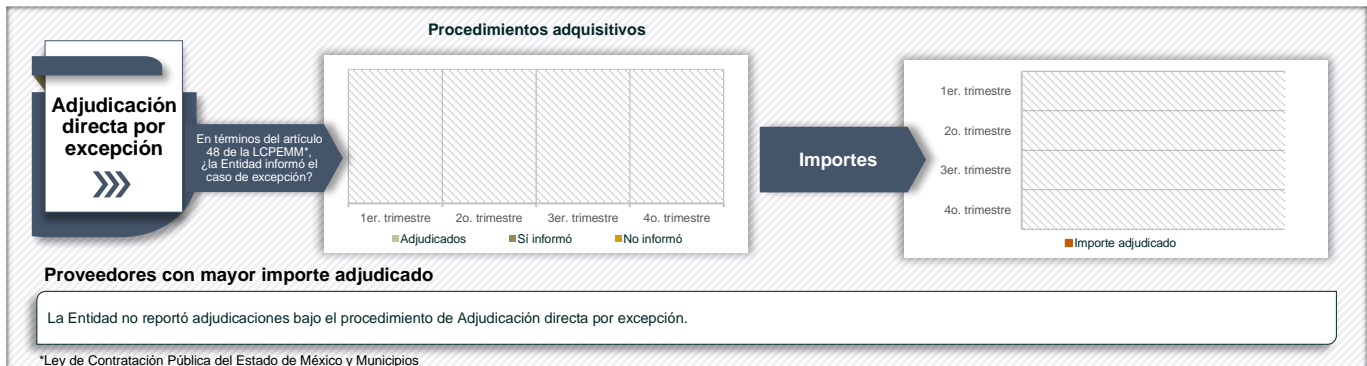 Procedimientos adquisitivos
Adjudicación
directa por
excepción
En términos del artículo
48 de la LCPEMM*,
¿la Entidad informó el
caso de excepción?
1er. trimestre
2o. trimestre
3er. trimestre
4o. trimestre
Adjudicados
Sí informó
No informó
Importes
1er. trimestre
2o. trimestre
3er. trimestre
4o. trimestre
Importe adjudicado
Proveedores con mayor importe adjudicado
La Entidad no reportó adjudicaciones bajo el procedimiento de Adjudicación directa por excepción.
*Ley de Contratación Pública del Estado de México y Municipios